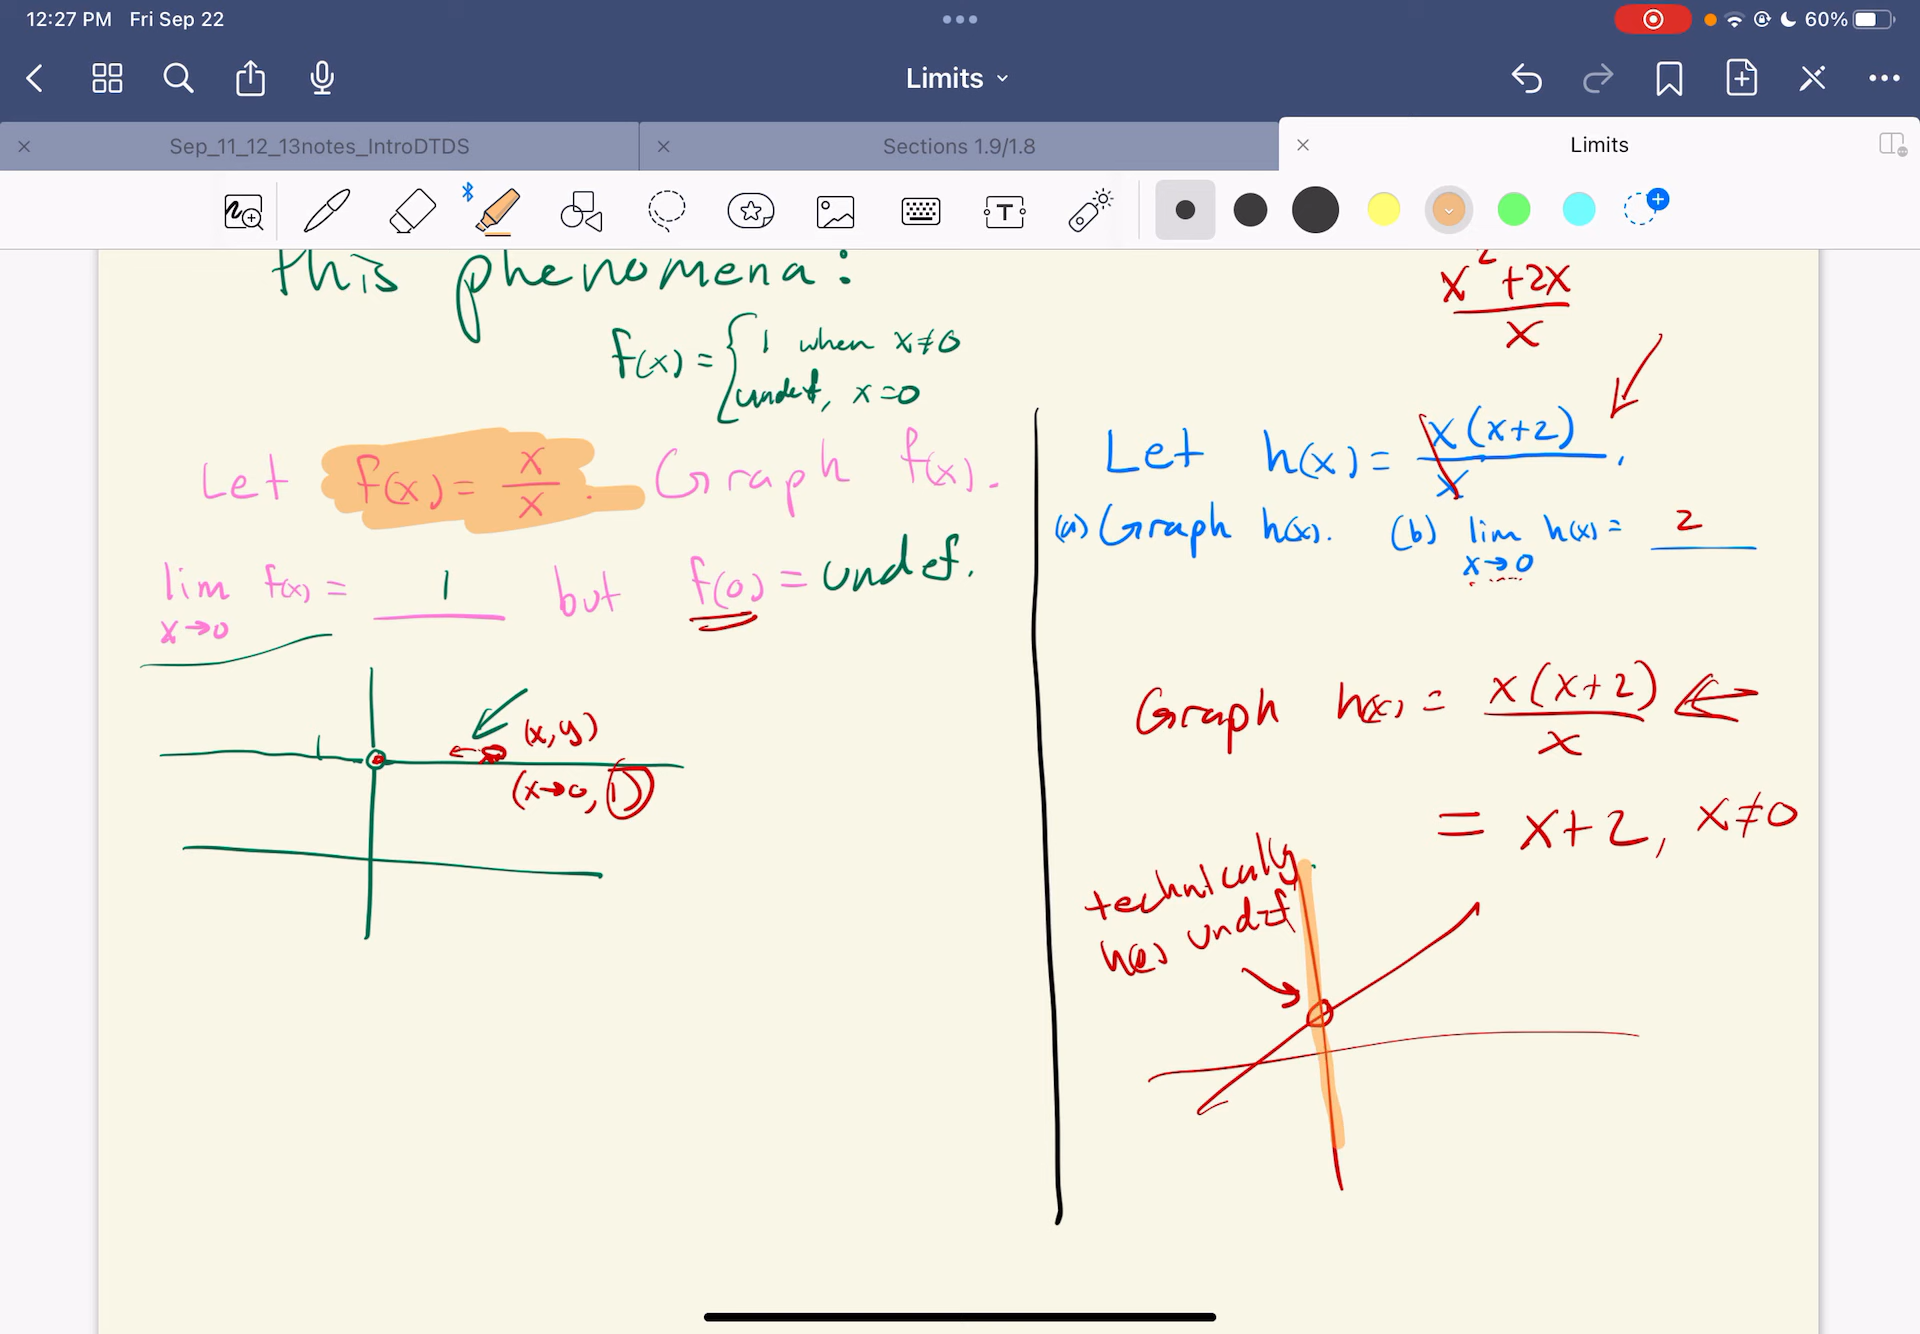 12:27 PM Fri Sep 22
60%
Limits
Sep_11_12_13notes_IntroDTDS
Sections 1.9/1.8
Limits
this phenomena:
f(x) = { 1 when x≠0
undef, x=0
Let f(x) = x/x . Graph f(x).
lim x→0 f(x) = 1 but f(0) = undef.
1
(x,y)
(x→0, 1)
x²+2x / x
Let h(x) = x(x+2)/x .
(a) Graph h(x). (b) lim x→0 h(x) = 2
Graph h(x) = x(x+2)/x
= x+2, x≠0
technically
has undef